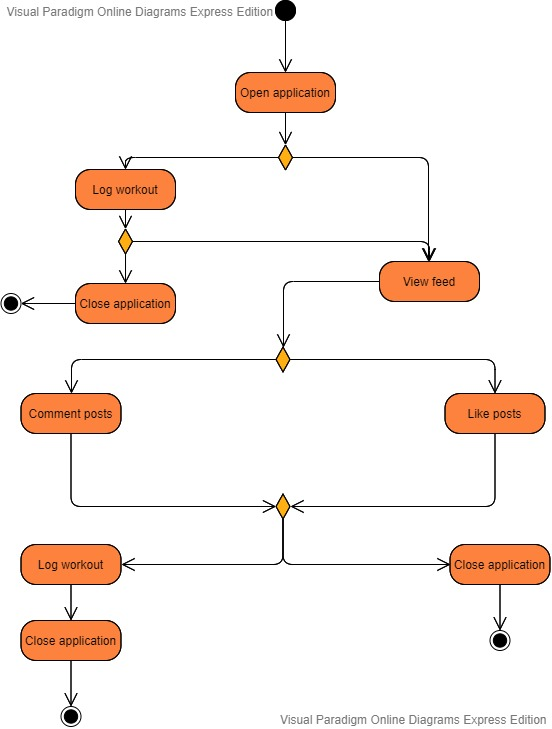 Visual Paradigm Online Diagrams Express Edition
Open application
Log workout
View feed
Close application
Comment posts
Like posts
Log workout
Close application
Close application
Visual Paradigm Online Diagrams Express Edition